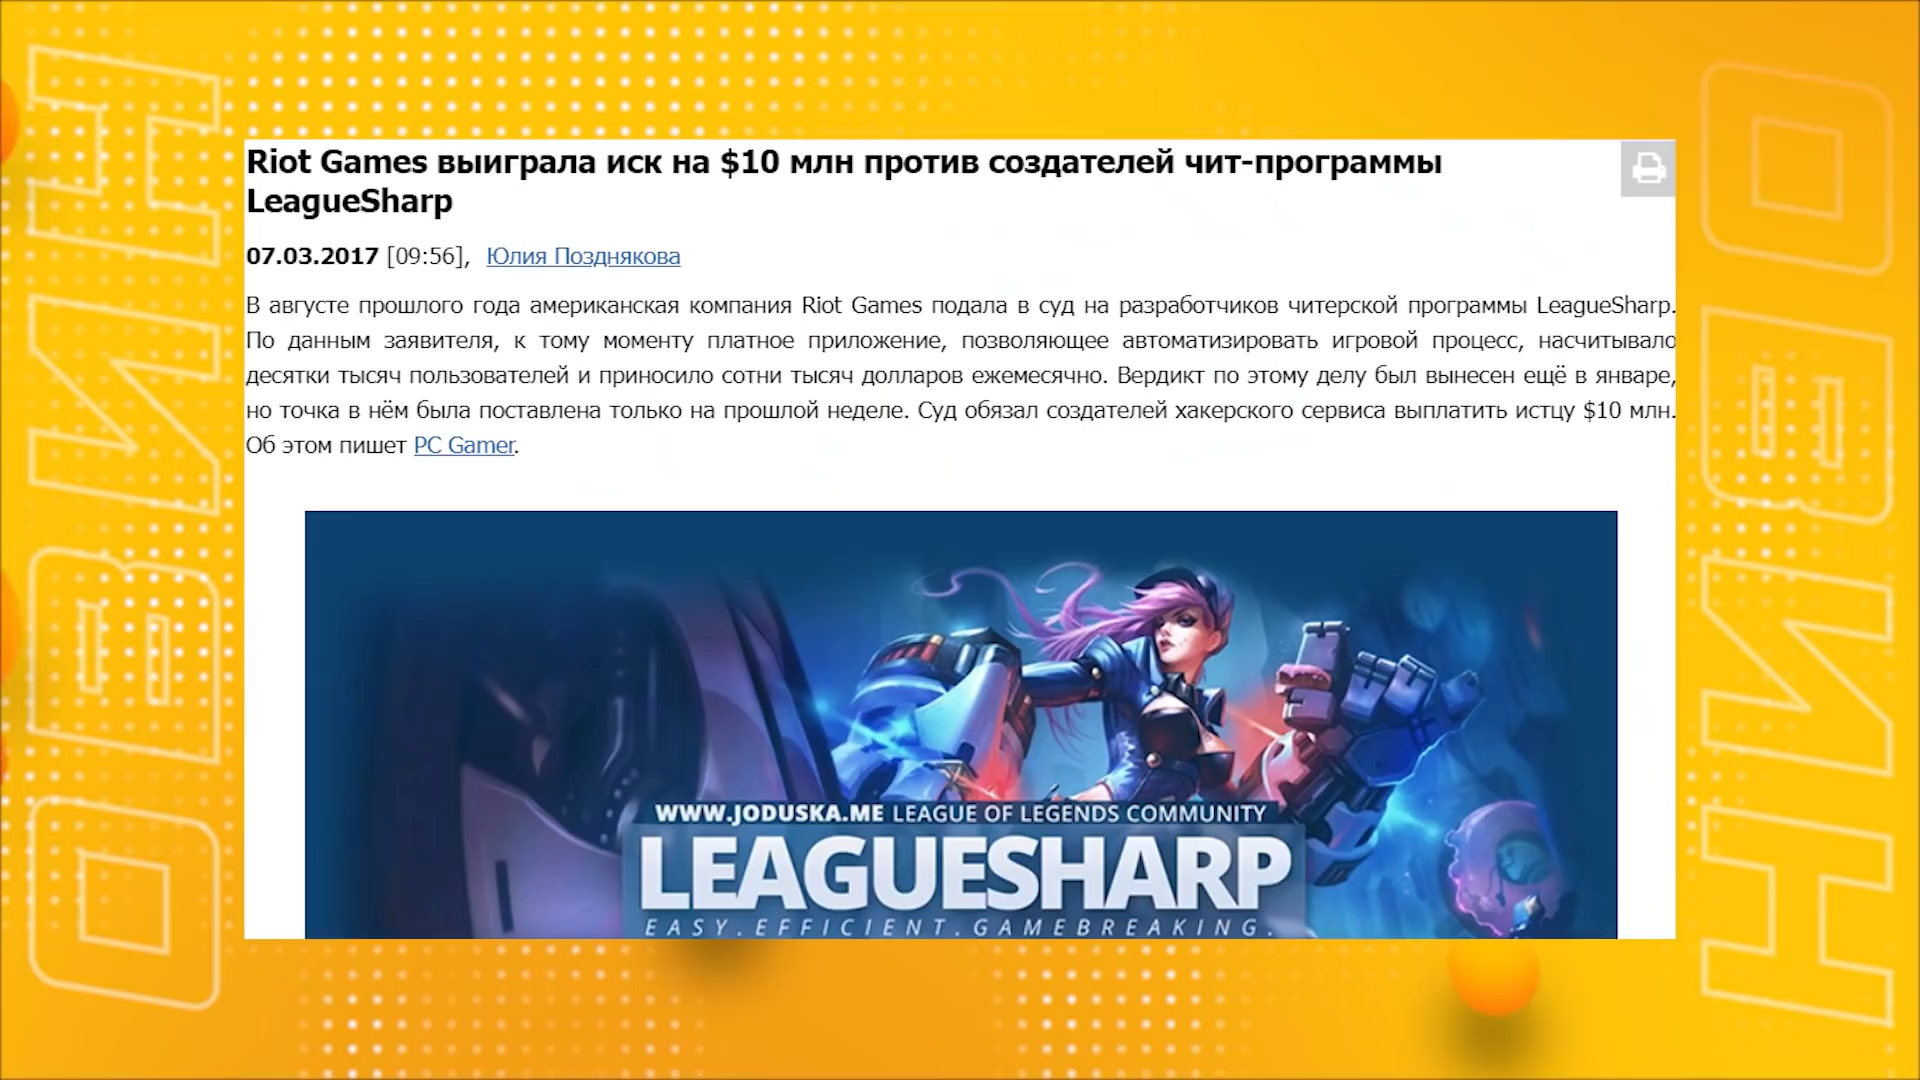 Riot Games выиграла иск на $10 млн против создателей чит-программы
LeagueSharp
07.03.2017 [09:56], Юлия Позднякова
В августе прошлого года американская компания Riot Games подала в суд на разработчиков читерской программы LeagueSharp.
По данным заявителя, к тому моменту платное приложение, позволяющее автоматизировать игровой процесс, насчитывало
десятки тысяч пользователей и приносило сотни тысяч долларов ежемесячно. Вердикт по этому делу был вынесен ещё в январе,
но точка в нём была поставлена только на прошлой неделе. Суд обязал создателей хакерского сервиса выплатить истцу $10 млн.
Об этом пишет PC Gamer.
WWW.JODUSKA.ME LEAGUE OF LEGENDS COMMUNITY
LEAGUESHARP
EASY.EFFICIENT.GAMEBREAKING.
ОВИН
ОВИН